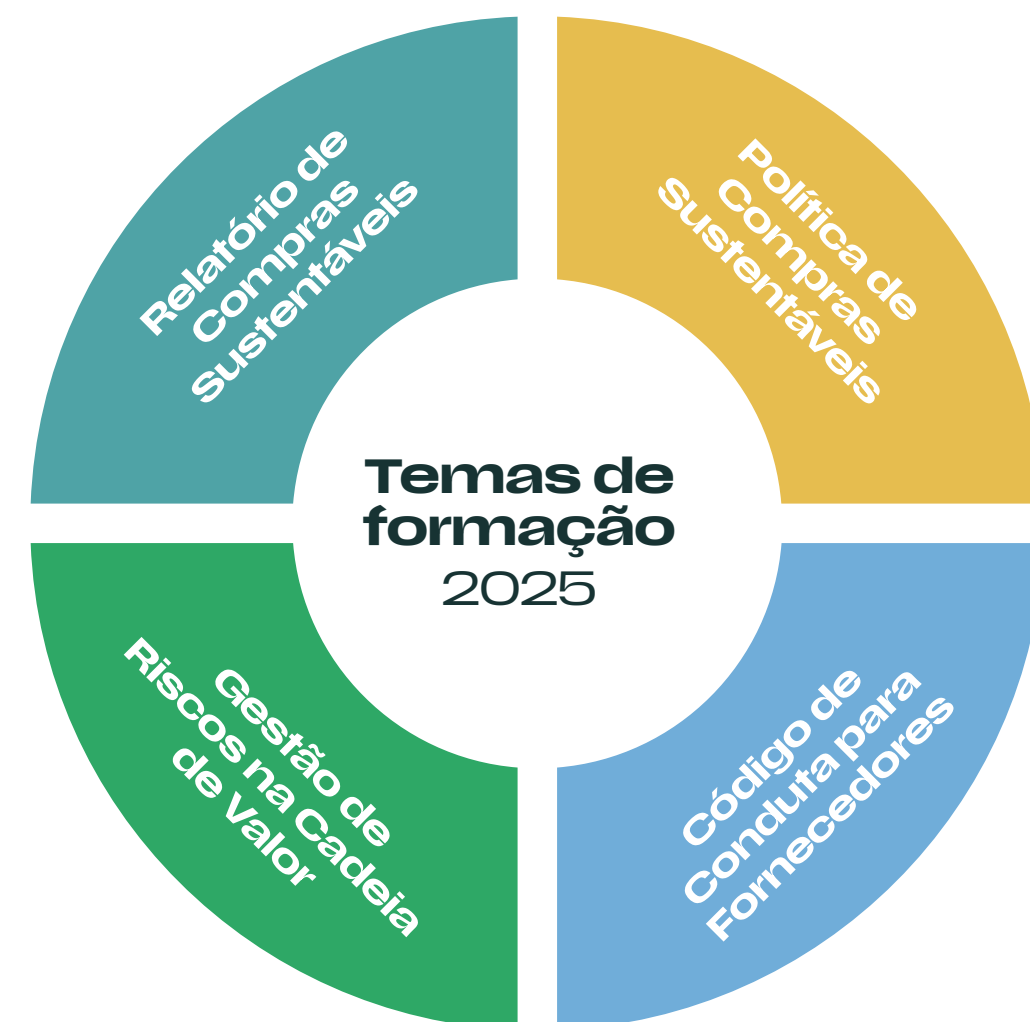 Relatório de
Compras
Sustentáveis
Política de
Compras
Sustentáveis
Temas de
formação
2025
Gestão de
Riscos na Cadeia
de Valor
Código de
Conduta para
Fornecedores